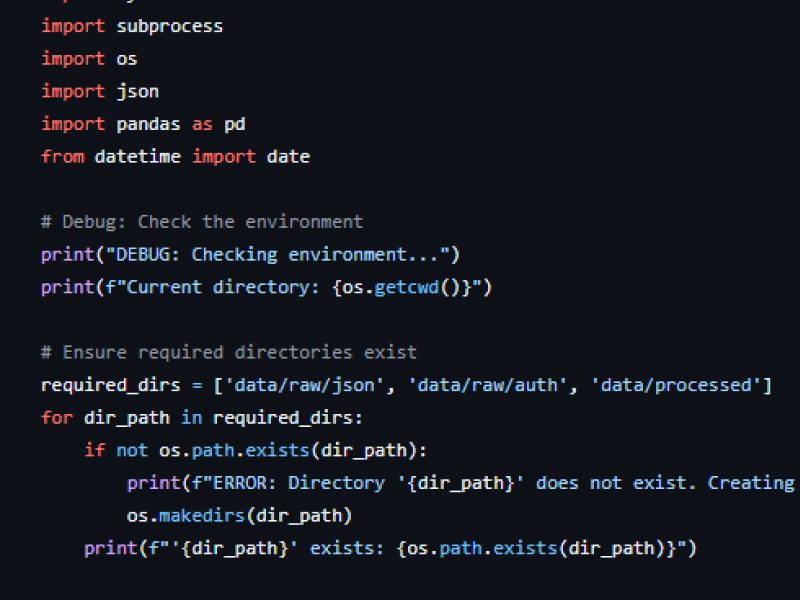 import subprocess
import os
import json
import pandas as pd
from datetime import date
# Debug: Check the environment
print("DEBUG: Checking environment...")
print(f"Current directory: {os.getcwd()}")
# Ensure required directories exist
required_dirs = ['data/raw/json', 'data/raw/auth', 'data/processed']
for dir_path in required_dirs:
    if not os.path.exists(dir_path):
        print(f"ERROR: Directory '{dir_path}' does not exist. Creating
        os.makedirs(dir_path)
    print(f"'{dir_path}' exists: {os.path.exists(dir_path)}")